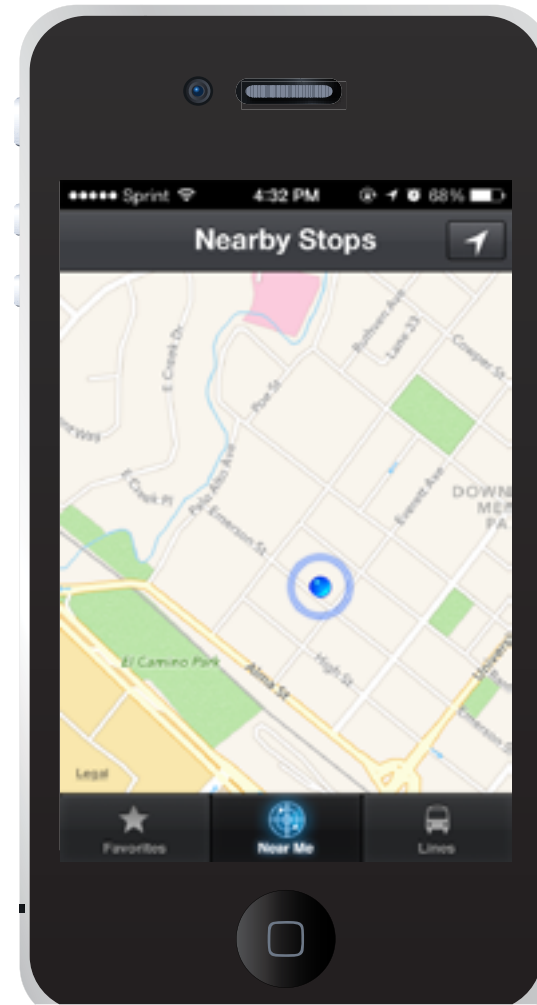 Sprint 4:32 PM 68%
Nearby Stops
Ruthven Ave
Lane 33
Cowper St
E Creek Dr
Poe St
E Creek Pl
Palo Alto Ave
Everett Ave
DOWN
Emerson St
El Camino Park
High St
Alma St
Univers
Emerson S
Legal
Favorites
Near Me
Lines